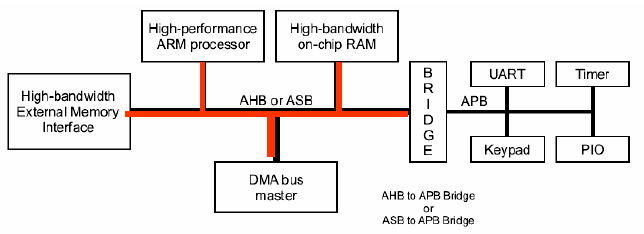 High-performance
ARM processor
High-bandwidth
on-chip RAM
High-bandwidth
External Memory
Interface
AHB or ASB
B
R
I
D
G
E
APB
UART
Timer
Keypad
PIO
DMA bus
master
AHB to APB Bridge
or
ASB to APB Bridge